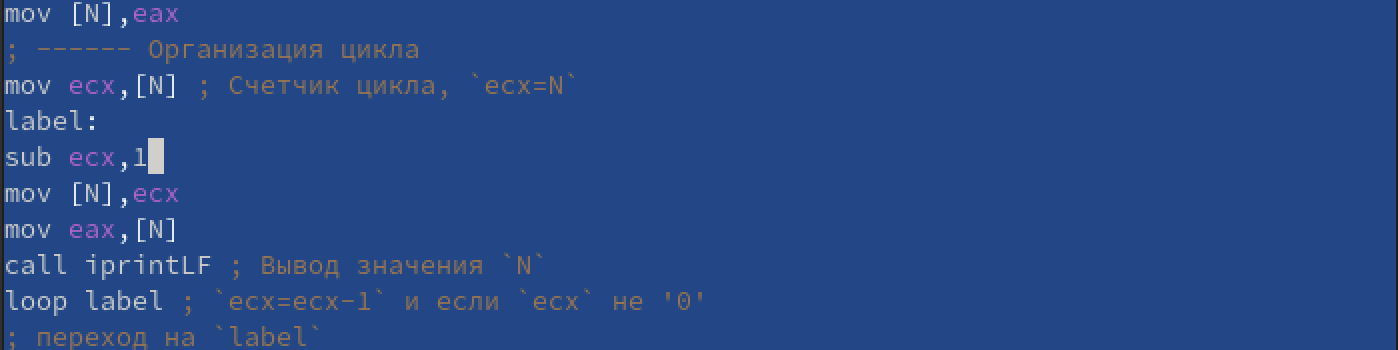 mov [N],eax
; ------ Организация цикла
mov ecx,[N] ; Счетчик цикла, `ecx=N`
label:
sub ecx,1
mov [N],ecx
mov eax,[N]
call iprintLF ; Вывод значения `N`
loop label ; `ecx=ecx-1` и если `ecx` не '0'
; переход на `label`